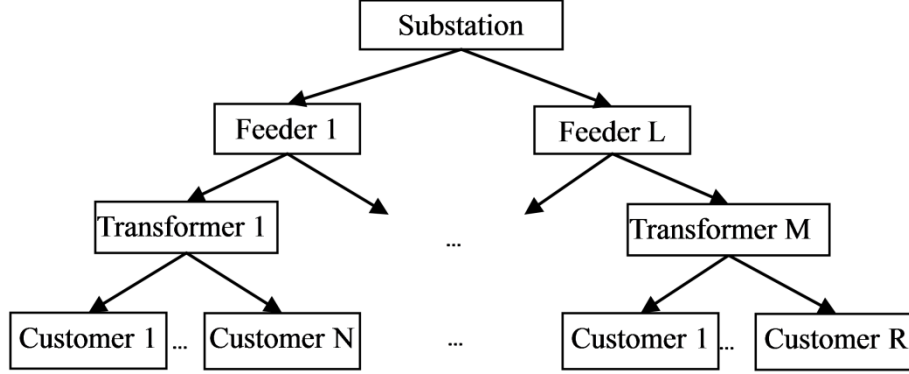 Substation
Feeder 1
Feeder L
Transformer 1
...
Transformer M
Customer 1
...
Customer N
...
Customer 1
...
Customer R